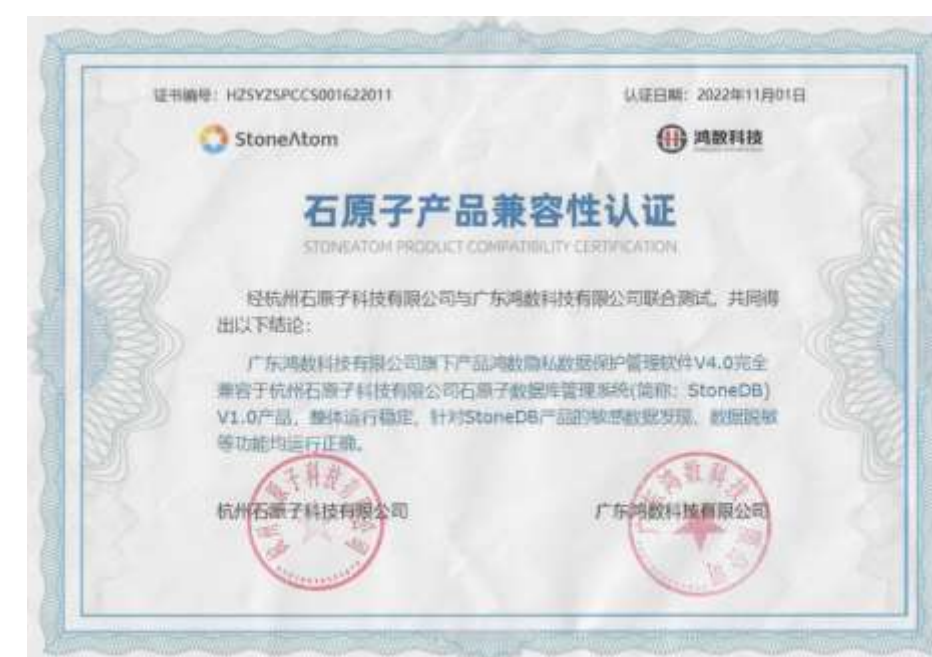 证书编号：HZSYZSPCCS001622011
认证日期：2022年11月01日
StoneAtom
鸿数科技
石原子产品兼容性认证
STONEATOM PRODUCT COMPATIBILITY CERTIFICATION
经杭州石原子科技有限公司与广东鸿数科技有限公司联合测试，共同得
出以下结论：
广东鸿数科技有限公司旗下产品鸿数隐私数据保护管理软件V4.0完全
兼容于杭州石原子科技有限公司石原子数据库管理系统(简称：StoneDB)
V1.0产品，整体运行稳定，针对StoneDB产品的敏感数据发现、数据脱敏
等功能均运行正确。
杭州石原子科技有限公司
广东鸿数科技有限公司